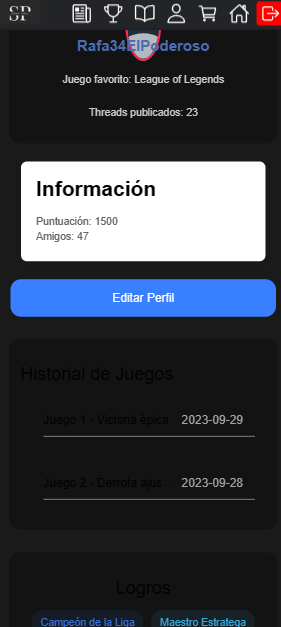 SP
Rafa34ElPoderoso
Juego favorito: League of Legends
Threads publicados: 23
Información
Puntuación: 1500
Amigos: 47
Editar Perfil
Historial de Juegos
Juego 1 - Victoria épica 2023-09-29
Juego 2 - Derrota ajus... 2023-09-28
Logros
Campeón de la Liga Maestro Estratega